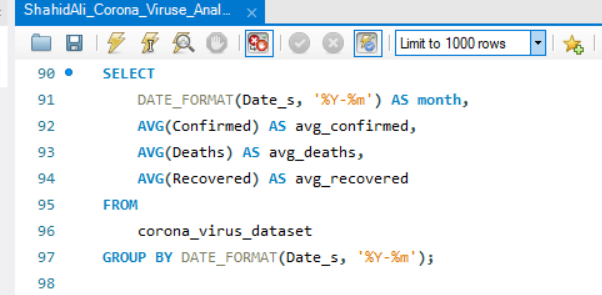 ShahidAli_Corona_Viruse_Anal...
Limit to 1000 rows
90 SELECT
91 DATE_FORMAT(Date_s, '%Y-%m') AS month,
92 AVG(Confirmed) AS avg_confirmed,
93 AVG(Deaths) AS avg_deaths,
94 AVG(Recovered) AS avg_recovered
95 FROM
96 corona_virus_dataset
97 GROUP BY DATE_FORMAT(Date_s, '%Y-%m');
98